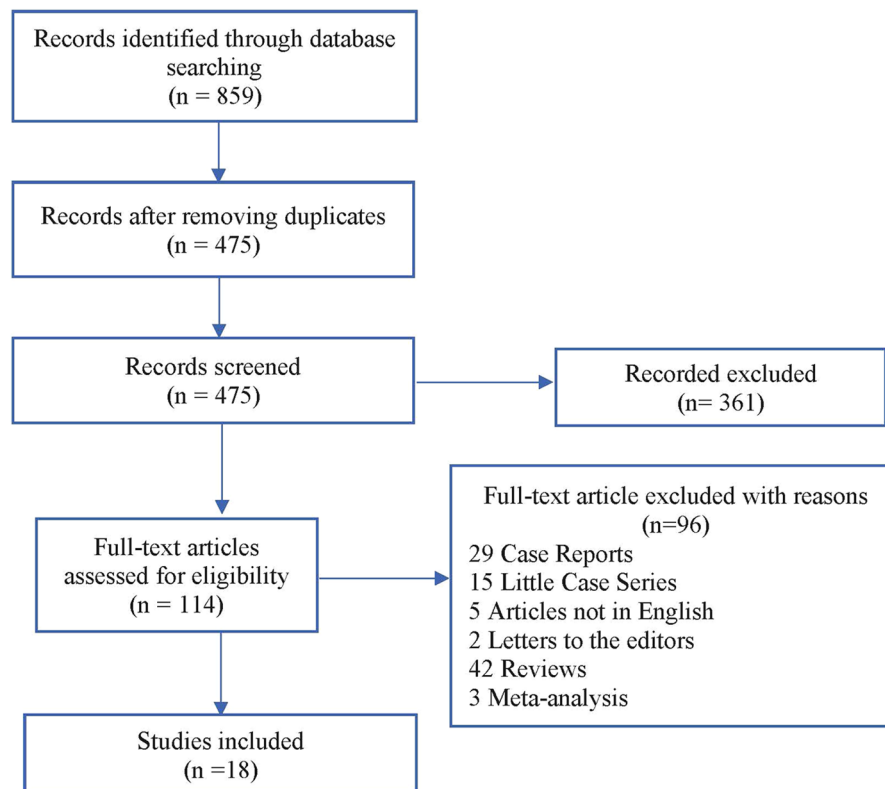 Records identified through database
searching
(n = 859)
Records after removing duplicates
(n = 475)
Records screened
(n = 475)
Recorded excluded
(n= 361)
Full-text articles
assessed for eligibility
(n = 114)
Full-text article excluded with reasons
(n=96)
29 Case Reports
15 Little Case Series
5 Articles not in English
2 Letters to the editors
42 Reviews
3 Meta-analysis
Studies included
(n =18)